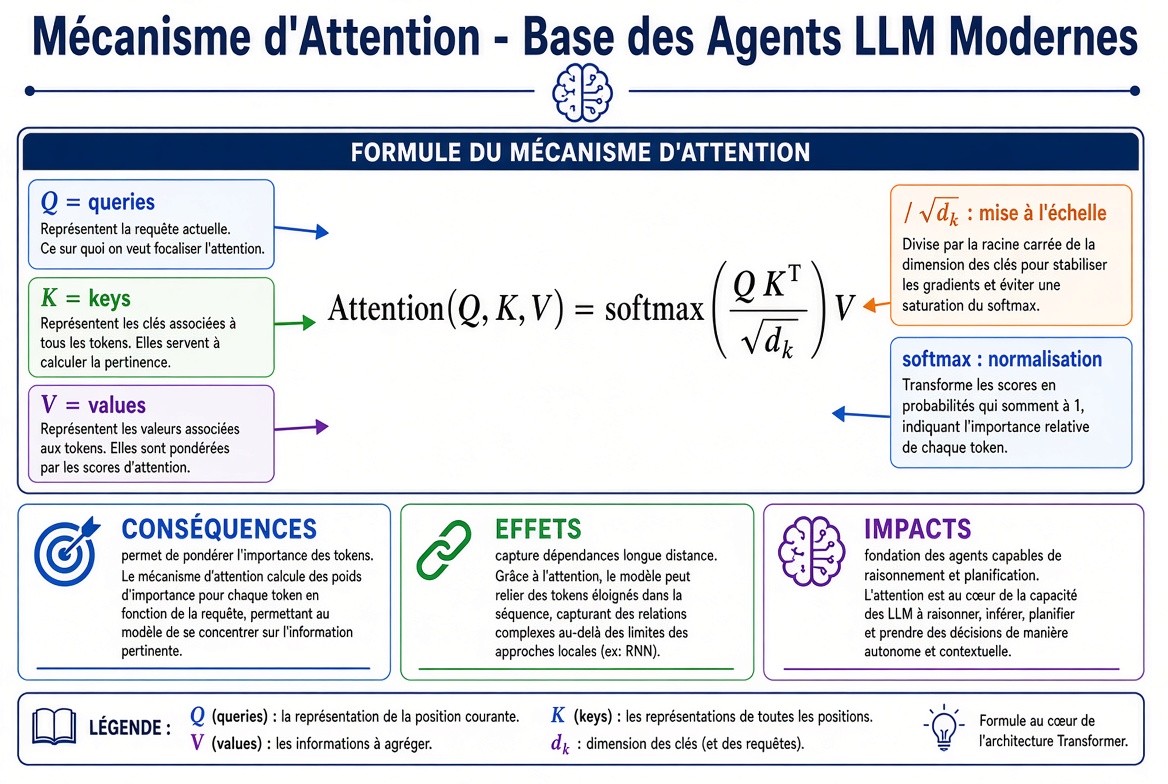 Mécanisme d'Attention - Base des Agents LLM Modernes
FORMULE DU MÉCANISME D'ATTENTION
Q = queries
Représentent la requête actuelle.
Ce sur quoi on veut focaliser l'attention.
K = keys
Représentent les clés associées à
tous les tokens. Elles servent à
calculer la pertinence.
V = values
Représentent les valeurs associées
aux tokens. Elles sont pondérées
par les scores d'attention.
Attention(Q, K, V) = softmax(Q Kᵀ / √dₖ) V
/ √dₖ : mise à l'échelle
Divise par la racine carrée de la
dimension des clés pour stabiliser
les gradients et éviter une
saturation du softmax.
softmax : normalisation
Transforme les scores en
probabilités qui somment à 1,
indiquant l'importance relative
de chaque token.
CONSÉQUENCES
permet de pondérer l'importance des tokens.
Le mécanisme d'attention calcule des poids
d'importance pour chaque token en
fonction de la requête, permettant au
modèle de se concentrer sur l'information
pertinente.
EFFETS
capture dépendances longue distance.
Grâce à l'attention, le modèle peut
relier des tokens éloignés dans la
séquence, capturant des relations
complexes au-delà des limites des
approches locales (ex: RNN).
IMPACTS
fondation des agents capables de
raisonnement et planification.
L'attention est au cœur de la capacité
des LLM à raisonner, inférer, planifier
et prendre des décisions de manière
autonome et contextuelle.
LÉGENDE :
Q (queries) : la représentation de la position courante.
V (values) : les informations à agréger.
K (keys) : les représentations de toutes les positions.
dₖ : dimension des clés (et des requêtes).
Formule au cœur de
l'architecture Transformer.